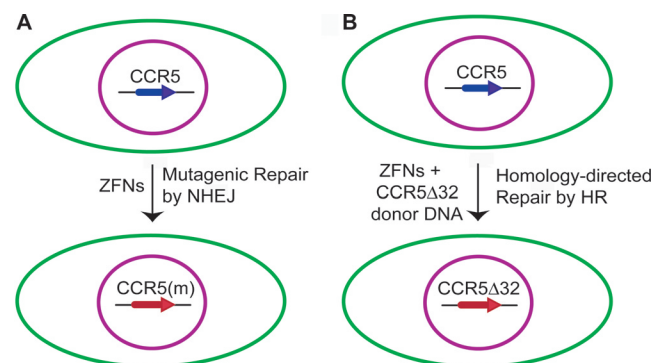 A
CCR5
ZFNs
Mutagenic Repair
by NHEJ
CCR5(m)
B
CCR5
ZFNs +
CCR5Δ32
donor DNA
Homology-directed
Repair by HR
CCR5Δ32